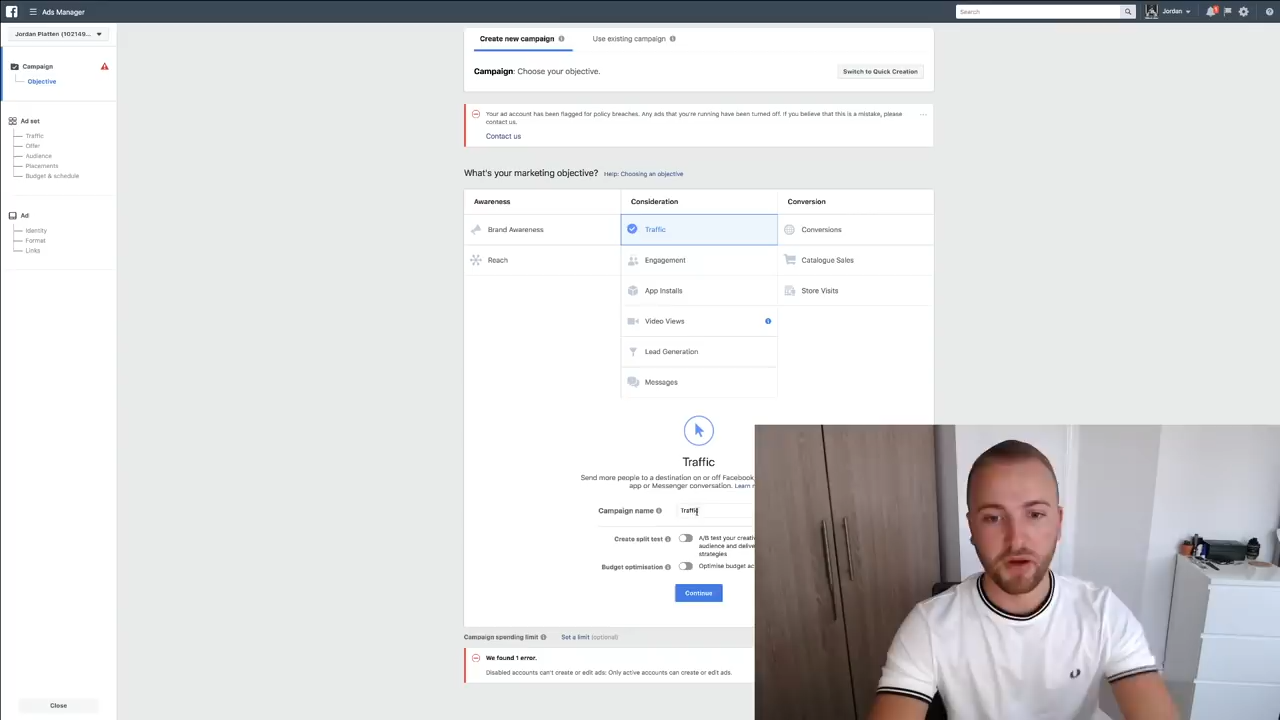 Ads Manager
Search
Jordan
Jordan Platten (102149...
Campaign
Objective
Ad set
Traffic
Offer
Audience
Placements
Budget & schedule
Ad
Identity
Format
Links
Close
Create new campaign
Use existing campaign
Campaign: Choose your objective.
Switch to Quick Creation
Your ad account has been flagged for policy breaches. Any ads that you're running have been turned off. If you believe that this is a mistake, please
contact us.
Contact us
What's your marketing objective? Help: Choosing an objective
Awareness
Consideration
Conversion
Brand Awareness
Traffic
Conversions
Reach
Engagement
Catalogue Sales
App Installs
Store Visits
Video Views
Lead Generation
Messages
Traffic
Send more people to a destination on or off Facebook,
app or Messenger conversation. Learn
Campaign name
Traffic
Create split test
A/B test your creati
audience and delive
strategies
Budget optimisation
Optimise budget ac
Continue
Campaign spending limit
Set a limit (optional)
We found 1 error.
Disabled accounts can't create or edit ads: Only active accounts can create or edit ads.